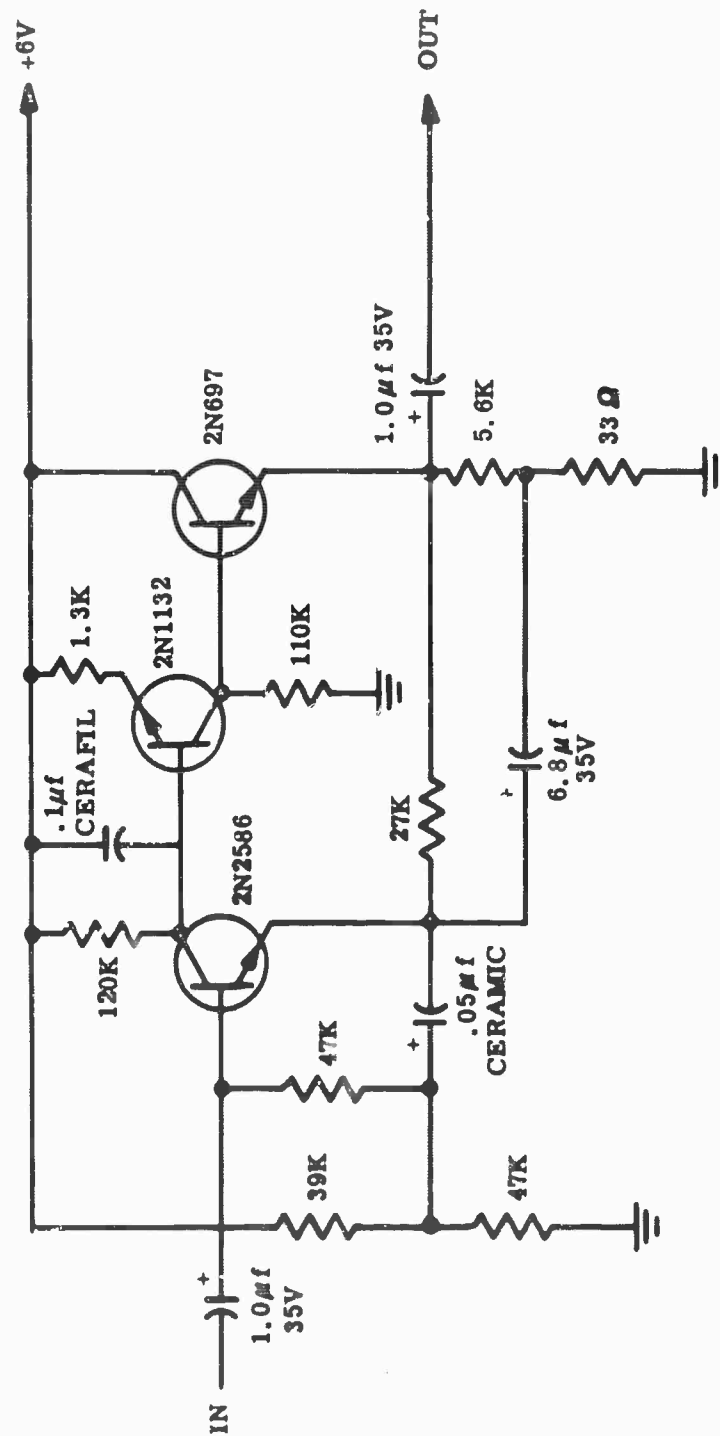 +6V
.1µf
CERAFIL
1.3K
120K
2N1132
2N697
2N2586
110K
1.0µf 35V
OUT
IN
1.0µf
35V
47K
39K
27K
5.6K
.05µf
CERAMIC
47K
6.8µf
35V
33Ω
+
+
+
+